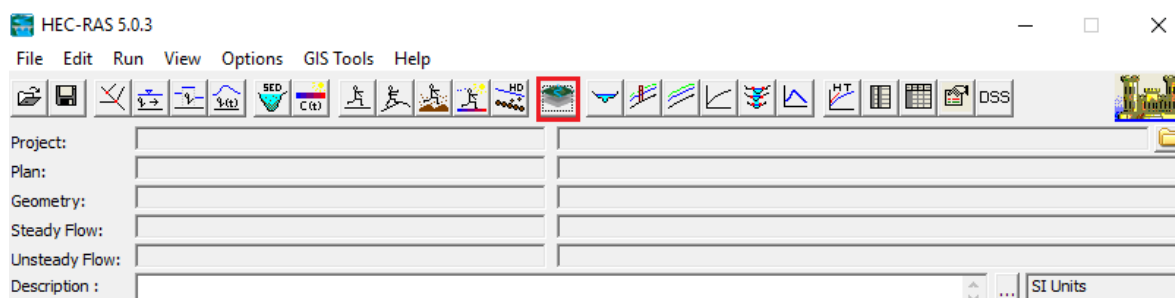 HEC-RAS 5.0.3
File Edit Run View Options GIS Tools Help
SED C(t) HD HT DSS
Project:
Plan:
Geometry:
Steady Flow:
Unsteady Flow:
Description : ... SI Units